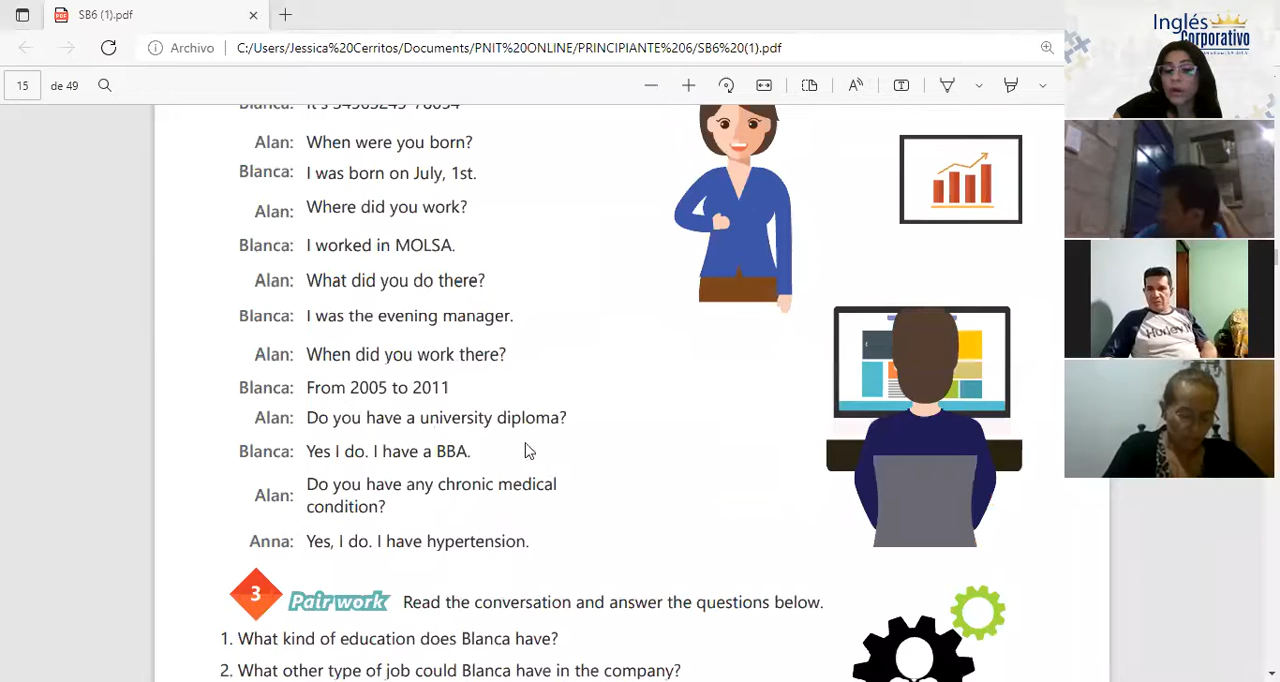 SB6 (1).pdf
Archivo
C:/Users/Jessica%20Cerritos/Documents/PNIT%20ONLINE/PRINCIPIANTE%206/SB6%20(1).pdf
15 de 49
Inglés
Corporativo
Blanca: It's 34565245-76654
Alan: When were you born?
Blanca: I was born on July, 1st.
Alan: Where did you work?
Blanca: I worked in MOLSA.
Alan: What did you do there?
Blanca: I was the evening manager.
Alan: When did you work there?
Blanca: From 2005 to 2011
Alan: Do you have a university diploma?
Blanca: Yes I do. I have a BBA.
Alan: Do you have any chronic medical
condition?
Anna: Yes, I do. I have hypertension.
3 Pair work Read the conversation and answer the questions below.
1. What kind of education does Blanca have?
2. What other type of job could Blanca have in the company?
Hurley